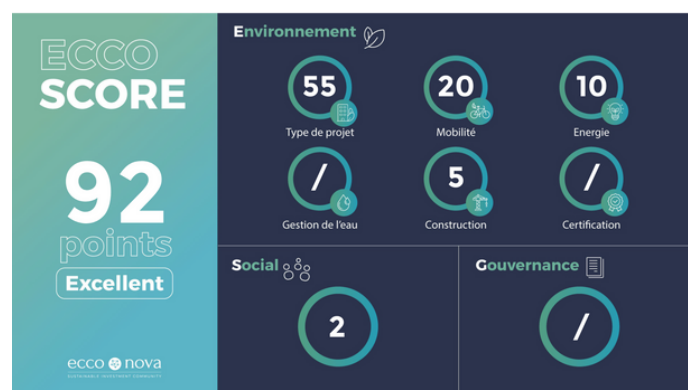 ECCO
SCORE
92
points
Excellent
ecco nova
SUSTAINABLE INVESTMENT COMMUNITY
Environnement
55
20
10
Type de projet
Mobilité
Energie
/
5
/
Gestion de l'eau
Construction
Certification
Social
2
Gouvernance
/